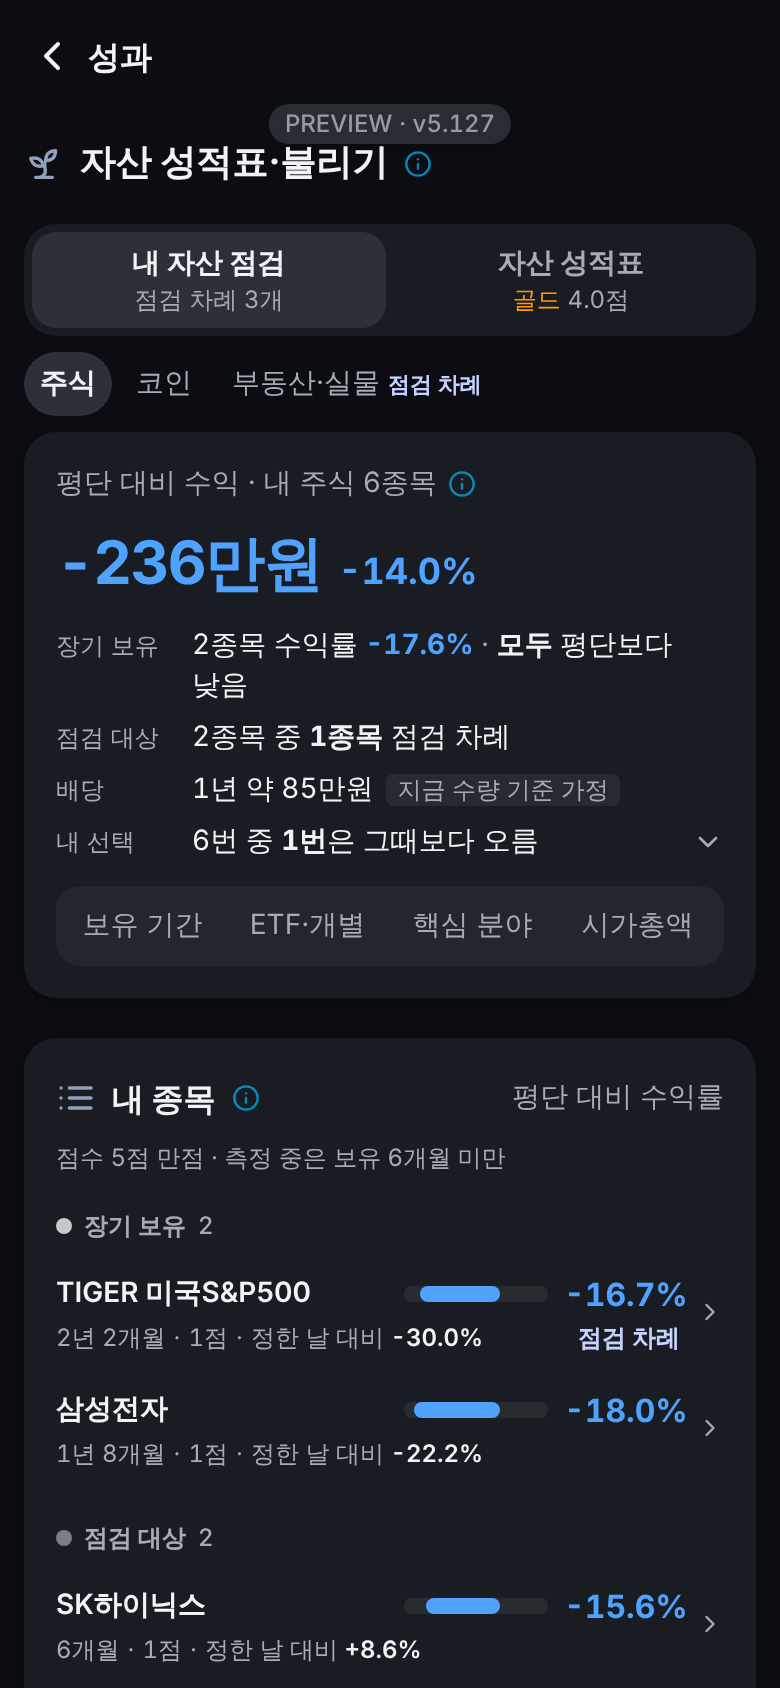 성과
PREVIEW · v5.127
자산 성적표·불리기
내 자산 점검
점검 차례 3개
자산 성적표
골드 4.0점
주식 코인 부동산·실물 점검 차례
평단 대비 수익 · 내 주식 6종목
-236만원 -14.0%
장기 보유 2종목 수익률 -17.6% · 모두 평단보다
낮음
점검 대상 2종목 중 1종목 점검 차례
배당 1년 약 85만원 지금 수량 기준 가정
내 선택 6번 중 1번은 그때보다 오름
보유 기간 ETF·개별 핵심 분야 시가총액
내 종목 평단 대비 수익률
점수 5점 만점 · 측정 중은 보유 6개월 미만
장기 보유 2
TIGER 미국S&P500 -16.7%
2년 2개월 · 1점 · 정한 날 대비 -30.0% 점검 차례
삼성전자 -18.0%
1년 8개월 · 1점 · 정한 날 대비 -22.2%
점검 대상 2
SK하이닉스 -15.6%
6개월 · 1점 · 정한 날 대비 +8.6%